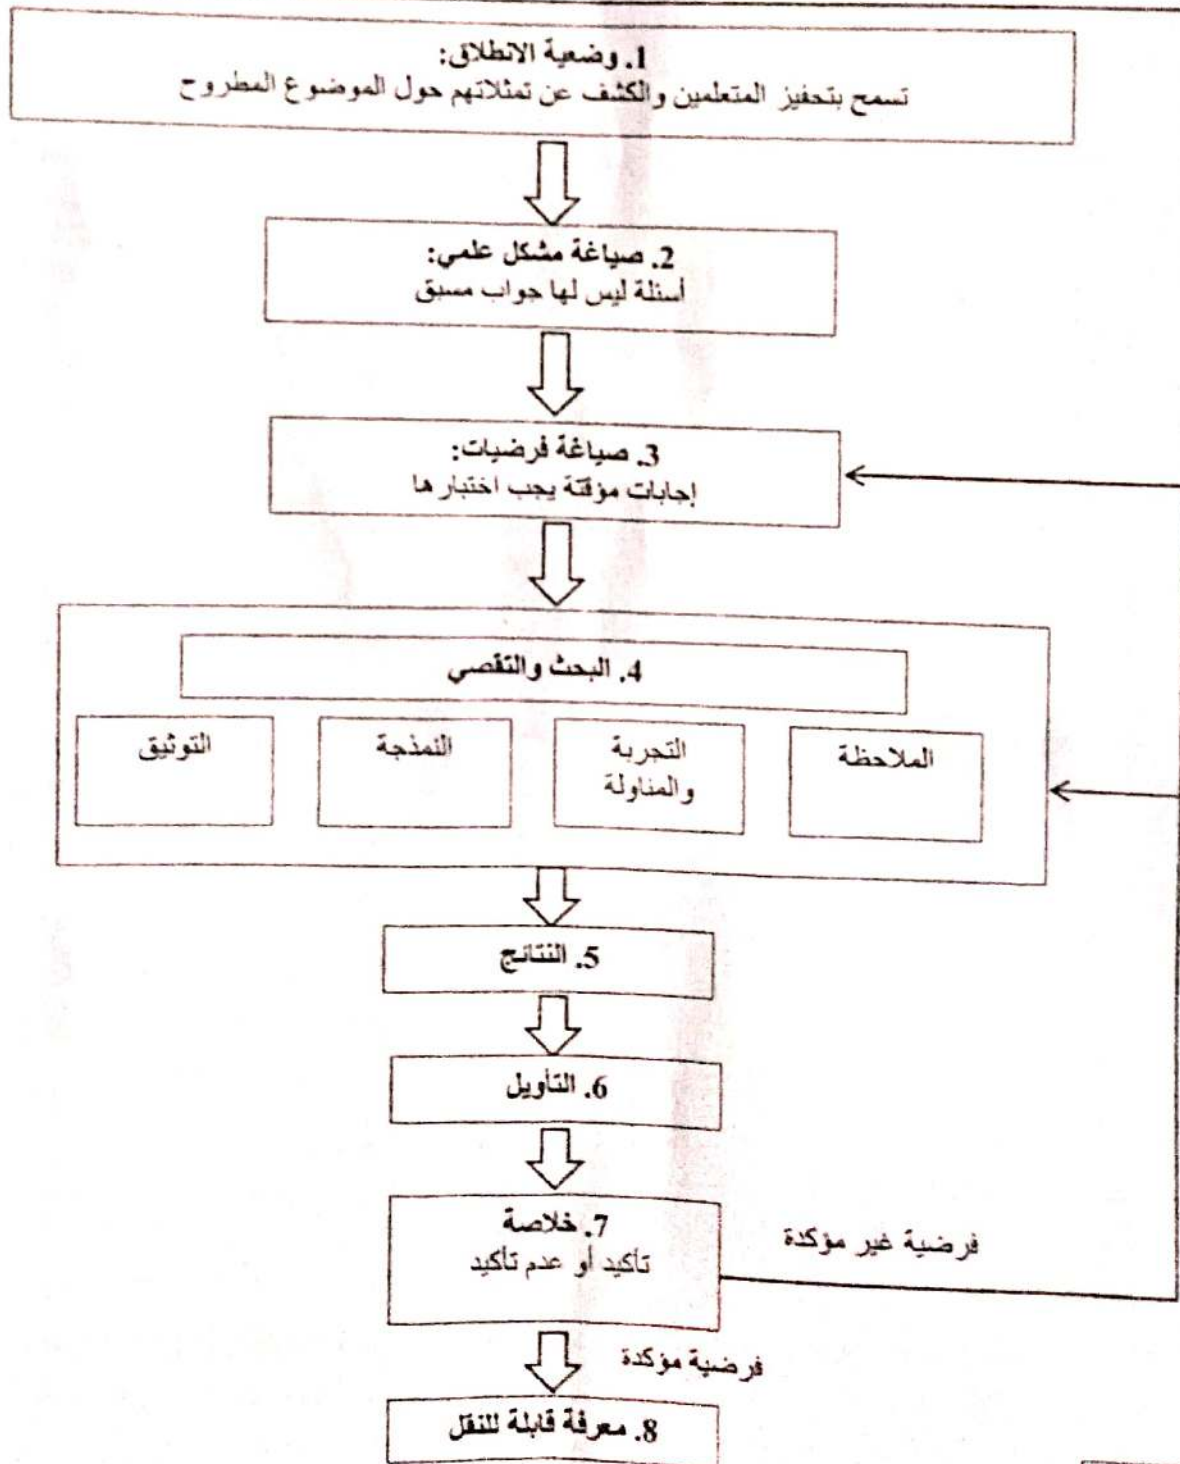 1. وضعية الانطلاق:
تسمح بتحفيز المتعلمين والكشف عن تمثلاتهم حول الموضوع المطروح
2. صياغة مشكل علمي:
أسئلة ليس لها جواب مسبق
3. صياغة فرضيات:
إجابات مؤقتة يجب اختبارها
4. البحث والتقصي
الملاحظة
التجربة
والمناولة
النمذجة
التوثيق
5. النتائج
6. التأويل
7. خلاصة
تأكيد أو عدم تأكيد
فرضية غير مؤكدة
فرضية مؤكدة
8. معرفة قابلة للنقل